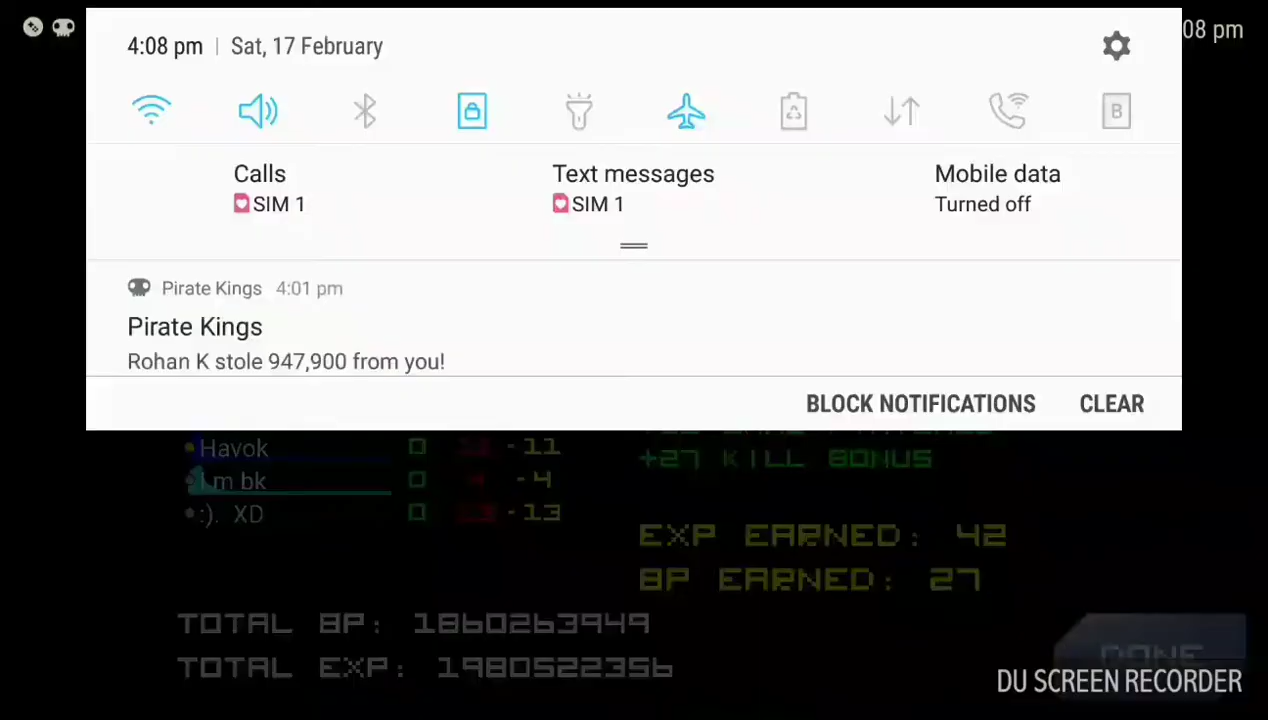 08 pm
4:08 pm | Sat, 17 February
B
Calls
SIM 1
Text messages
SIM 1
Mobile data
Turned off
Pirate Kings 4:01 pm
Pirate Kings
Rohan K stole 947,900 from you!
BLOCK NOTIFICATIONS CLEAR
Havok 0 -11
i m bk 0 4 -4
:). XD 0 13 -13
+27 KILL BONUS
EXP EARNED: 42
BP EARNED: 27
TOTAL BP: 1860263949
TOTAL EXP: 1980522356
DONE
DU SCREEN RECORDER